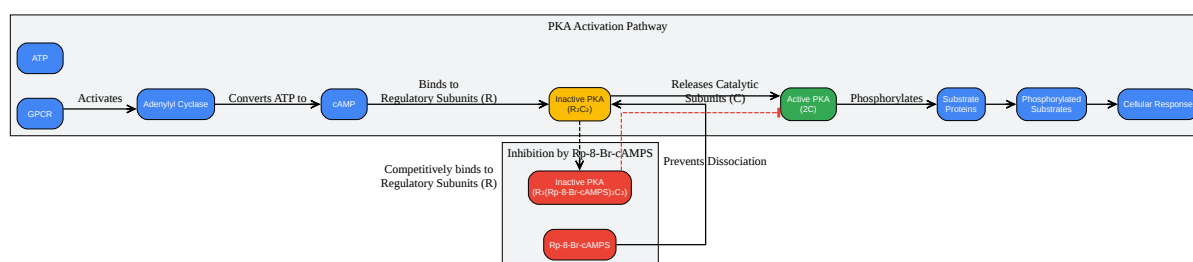 PKA Activation Pathway
ATP
GPCR
Activates
Adenylyl Cyclase
Converts ATP to
cAMP
Binds to
Regulatory Subunits (R)
Inactive PKA
(R₂C₂)
Releases Catalytic
Subunits (C)
Active PKA
(2C)
Phosphorylates
Substrate
Proteins
Phosphorylated
Substrates
Cellular Response
Inhibition by Rp-8-Br-cAMPS
Competitively binds to
Regulatory Subunits (R)
Prevents Dissociation
Inactive PKA
(R₂(Rp-8-Br-cAMPS)₂C₂)
Rp-8-Br-cAMPS